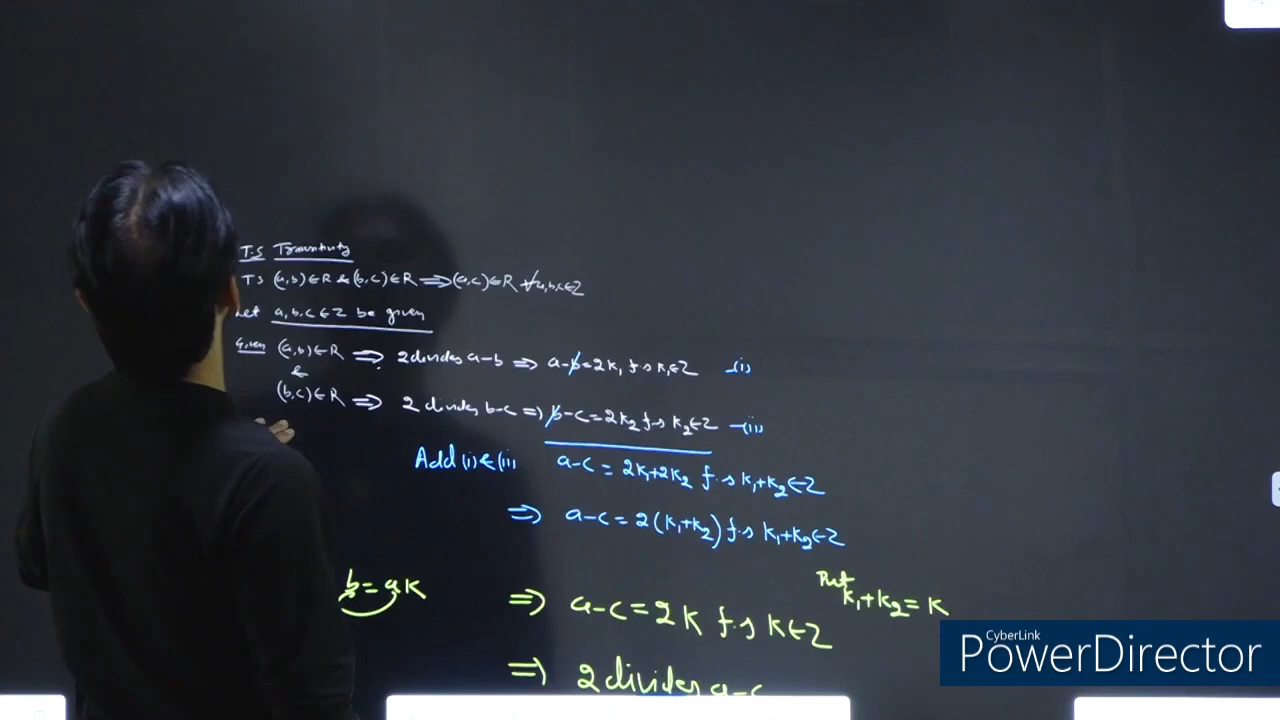 T.S Transitivity
TS (a,b)∈R & (b,c)∈R ⟹ (a,c)∈R ∀a,b,c∈Z
Let a,b,c∈Z be given
Given (a,b)∈R ⟹ 2 divides a-b ⟹ a-b=2k₁ f.s k₁∈Z —(i)
&
(b,c)∈R ⟹ 2 divides b-c ⟹ b-c=2k₂ f.s k₂∈Z —(ii)
Add (i) & (ii) a-c = 2k₁+2k₂ f.s k₁+k₂∈Z
⟹ a-c = 2(k₁+k₂) f.s k₁+k₂∈Z
Put k₁+k₂ = k
b = ak ⟹ a-c = 2k f.s k∈Z
⟹ 2 divides a-c
CyberLink
PowerDirector